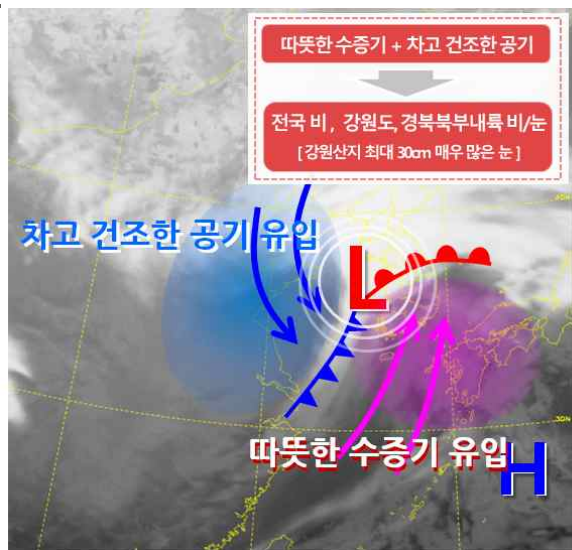 따뜻한 수증기 + 차고 건조한 공기
전국 비, 강원도, 경북북부내륙 비/눈
[ 강원산지 최대 30cm 매우 많은 눈 ]
차고 건조한 공기 유입
L
따뜻한 수증기 유입
H